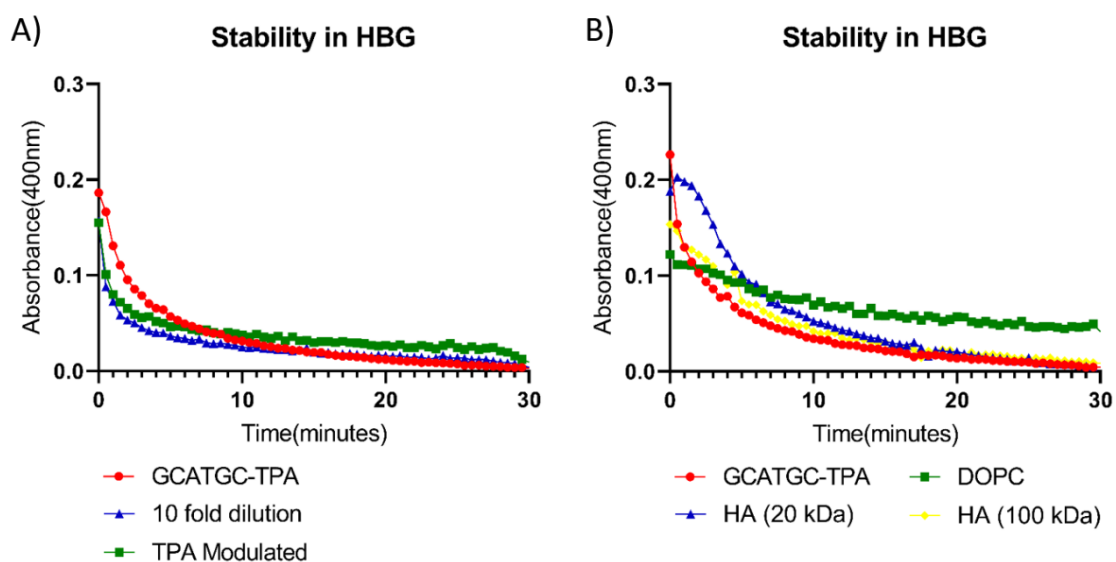 A)
Stability in HBG
0.3
0.2
0.1
0.0
Absorbance(400nm)
0 10 20 30
Time(minutes)
GCATGC-TPA
10 fold dilution
TPA Modulated
B)
Stability in HBG
0.3
0.2
0.1
0.0
Absorbance(400nm)
0 10 20 30
Time(minutes)
GCATGC-TPA DOPC
HA (20 kDa) HA (100 kDa)